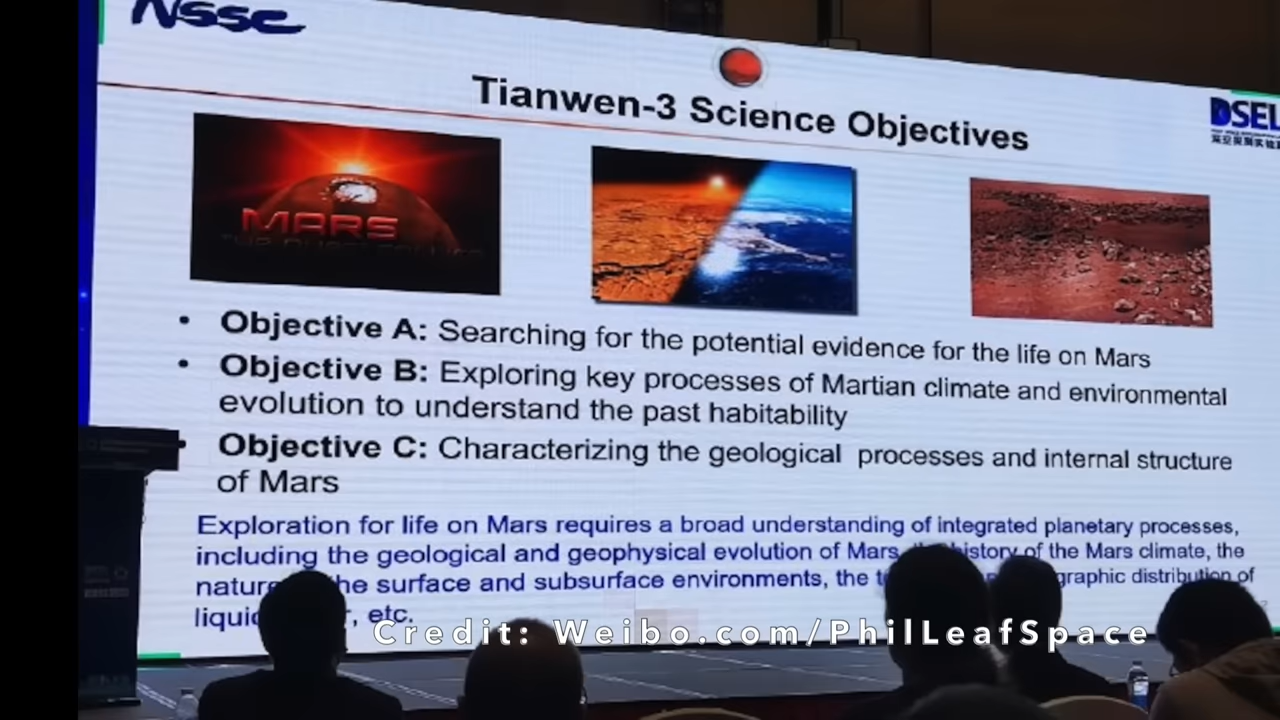 NSSC
Tianwen-3 Science Objectives
DSEL
MARS
• Objective A: Searching for the potential evidence for the life on Mars
• Objective B: Exploring key processes of Martian climate and environmental
evolution to understand the past habitability
• Objective C: Characterizing the geological processes and internal structure
of Mars
Exploration for life on Mars requires a broad understanding of integrated planetary processes,
including the geological and geophysical evolution of Mars, history of the Mars climate, the
nature the surface and subsurface environments, the graphic distribution of
etc.
Credit: Weibo.com/PhilLeafSpace